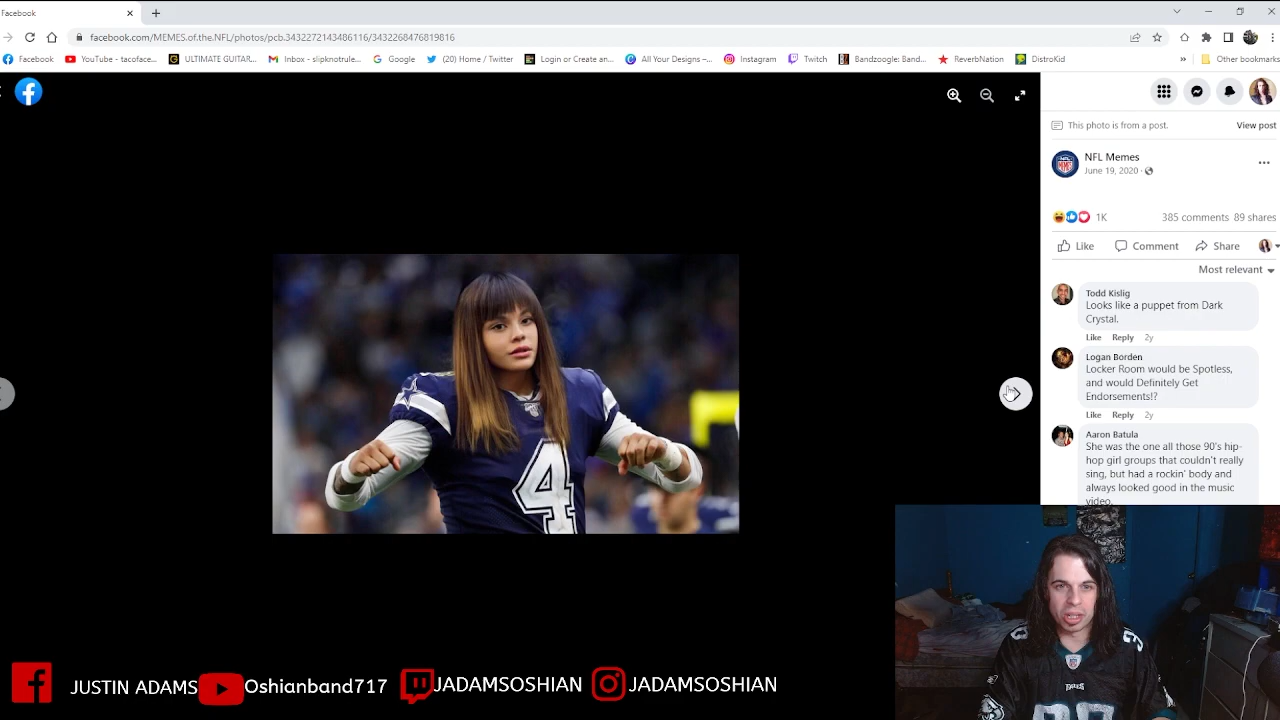 Facebook
facebook.com/MEMES.of.the.NFL/photos/pcb.3432272143486116/3432268476819816
Facebook YouTube - tacoface... ULTIMATE GUITAR... Inbox - slipknotrule... Google (20) Home / Twitter Login or Create an... All Your Designs –... Instagram Twitch Bandzoogle: Band... ReverbNation DistroKid » Other bookmarks
This photo is from a post. View post
NFL Memes
June 19, 2020
1K 385 comments 89 shares
Like Comment Share
Most relevant
Todd Kislig
Looks like a puppet from Dark
Crystal.
Like Reply 2y
Logan Borden
Locker Room would be Spotless,
and would Definitely Get
Endorsements!?
Like Reply 2y
Aaron Batula
She was the one all those 90's hip-
hop girl groups that couldn't really
sing, but had a rockin' body and
always looked good in the music
video.
4
JUSTIN ADAMS Oshianband717 JADAMSOSHIAN JADAMSOSHIAN